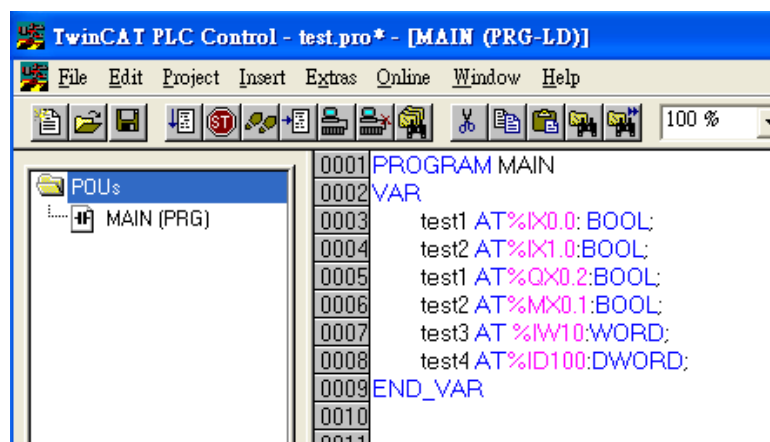 TwinCAT PLC Control - test.pro* - [MAIN (PRG-LD)]
File Edit Project Insert Extras Online Window Help
ST 100 %
POUs
MAIN (PRG)
0001 PROGRAM MAIN
0002 VAR
0003 test1 AT%IX0.0: BOOL;
0004 test2 AT%IX1.0:BOOL;
0005 test1 AT%QX0.2:BOOL;
0006 test2 AT%MX0.1:BOOL;
0007 test3 AT %IW10:WORD;
0008 test4 AT%ID100:DWORD;
0009 END_VAR
0010
0011